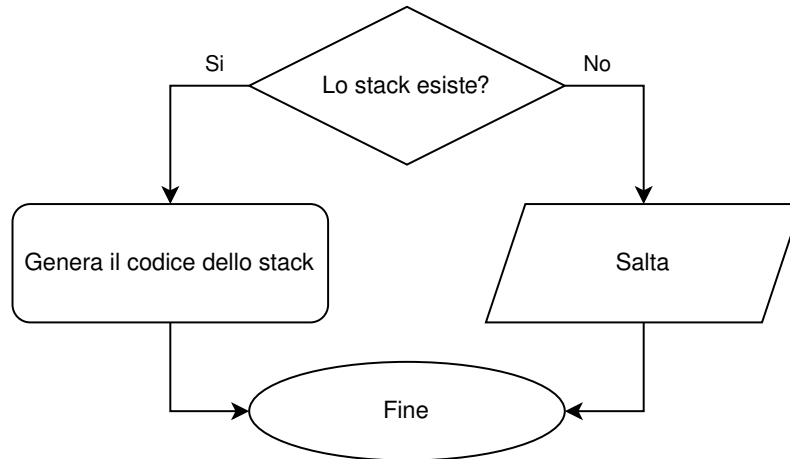 Si
No
Lo stack esiste?
Genera il codice dello stack
Salta
Fine